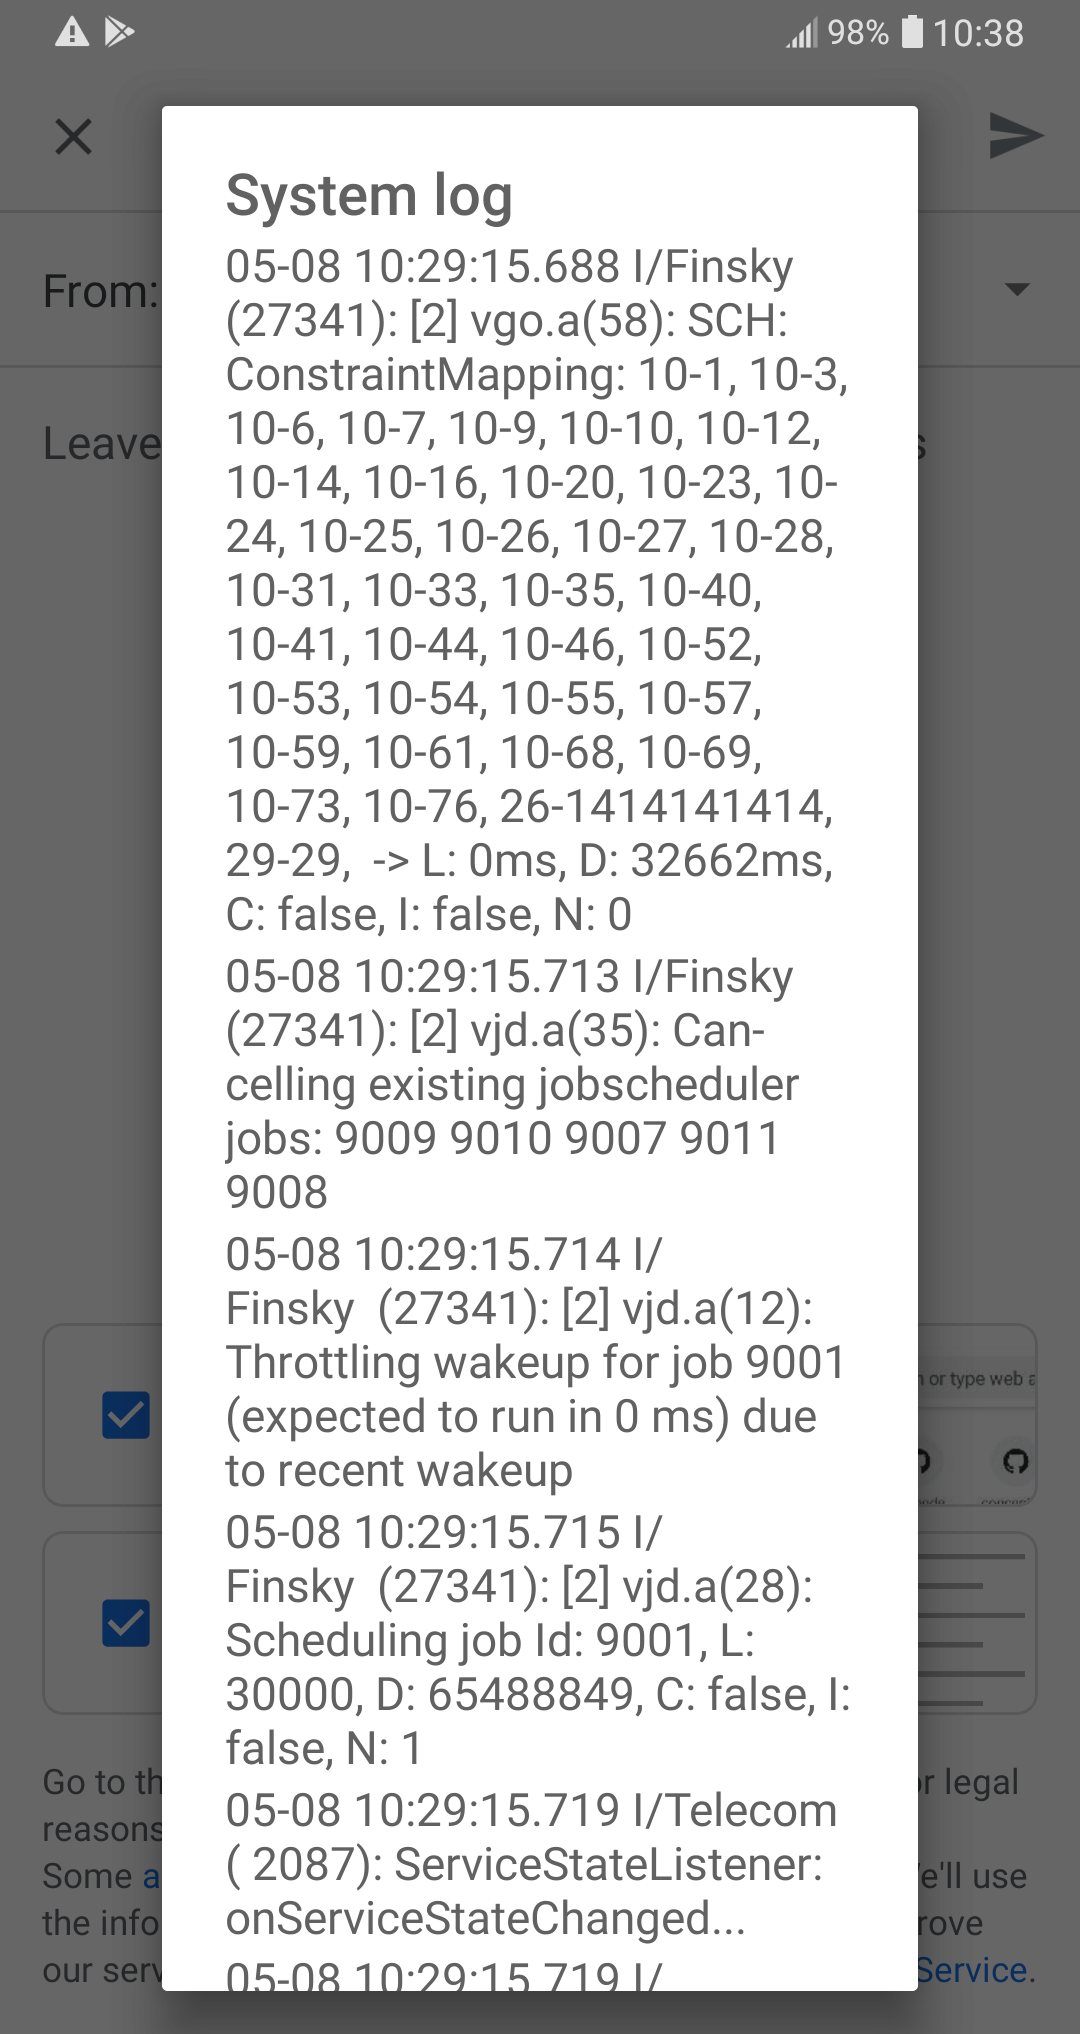 98% 10:38
System log
From:
Leave
05-08 10:29:15.688 I/Finsky
(27341): [2] vgo.a(58): SCH:
ConstraintMapping: 10-1, 10-3,
10-6, 10-7, 10-9, 10-10, 10-12,
10-14, 10-16, 10-20, 10-23, 10-
24, 10-25, 10-26, 10-27, 10-28,
10-31, 10-33, 10-35, 10-40,
10-41, 10-44, 10-46, 10-52,
10-53, 10-54, 10-55, 10-57,
10-59, 10-61, 10-68, 10-69,
10-73, 10-76, 26-1414141414,
29-29,  -> L: 0ms, D: 32662ms,
C: false, I: false, N: 0
05-08 10:29:15.713 I/Finsky
(27341): [2] vjd.a(35): Can-
celling existing jobscheduler
jobs: 9009 9010 9007 9011
9008
05-08 10:29:15.714 I/
Finsky  (27341): [2] vjd.a(12):
Throttling wakeup for job 9001
(expected to run in 0 ms) due
to recent wakeup
05-08 10:29:15.715 I/
Finsky  (27341): [2] vjd.a(28):
Scheduling job Id: 9001, L:
30000, D: 65488849, C: false, I:
false, N: 1
05-08 10:29:15.719 I/Telecom
( 2087): ServiceStateListener:
onServiceStateChanged...
05-08 10:29:15.719 I/
or type web a
Go to th
legal
reasons
Some a
e'll use
the info
rove
our serv
Service.